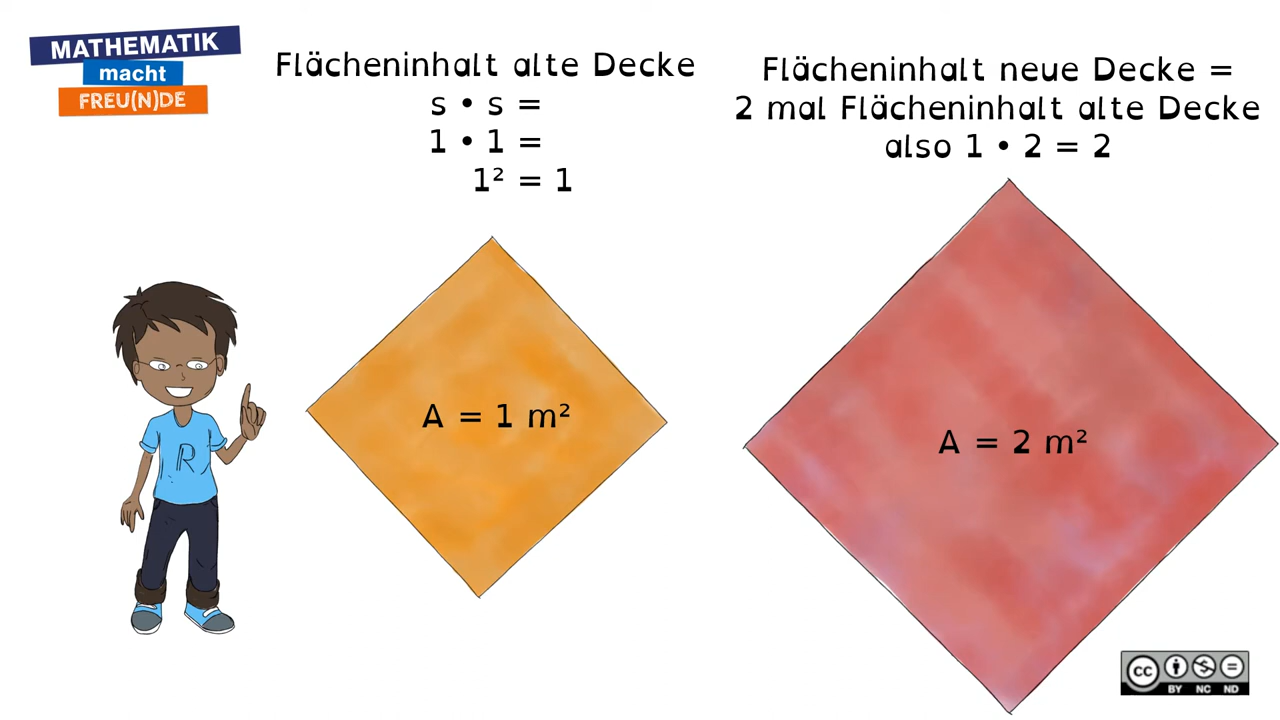 MATHEMATIK
macht
FREU(N)DE
Flächeninhalt alte Decke
s • s =
1 • 1 =
1² = 1
Flächeninhalt neue Decke =
2 mal Flächeninhalt alte Decke
also 1 • 2 = 2
R
A = 1 m²
A = 2 m²
cc
BY NC ND